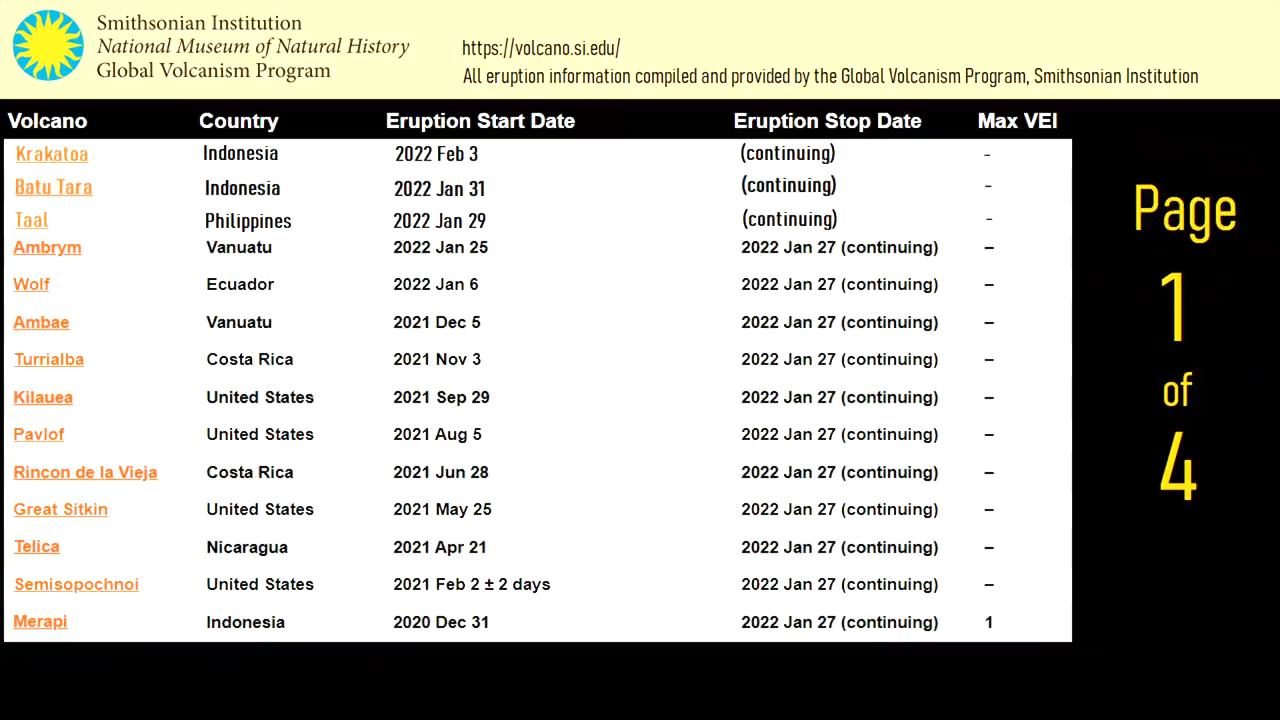 Smithsonian Institution
National Museum of Natural History
Global Volcanism Program
https://volcano.si.edu/
All eruption information compiled and provided by the Global Volcanism Program, Smithsonian Institution
Volcano Country Eruption Start Date Eruption Stop Date Max VEI
Krakatoa Indonesia 2022 Feb 3 (continuing) -
Batu Tara Indonesia 2022 Jan 31 (continuing) -
Taal Philippines 2022 Jan 29 (continuing) -
Ambrym Vanuatu 2022 Jan 25 2022 Jan 27 (continuing) –
Wolf Ecuador 2022 Jan 6 2022 Jan 27 (continuing) –
Ambae Vanuatu 2021 Dec 5 2022 Jan 27 (continuing) –
Turrialba Costa Rica 2021 Nov 3 2022 Jan 27 (continuing) –
Kilauea United States 2021 Sep 29 2022 Jan 27 (continuing) –
Pavlof United States 2021 Aug 5 2022 Jan 27 (continuing) –
Rincon de la Vieja Costa Rica 2021 Jun 28 2022 Jan 27 (continuing) –
Great Sitkin United States 2021 May 25 2022 Jan 27 (continuing) –
Telica Nicaragua 2021 Apr 21 2022 Jan 27 (continuing) –
Semisopochnoi United States 2021 Feb 2 ± 2 days 2022 Jan 27 (continuing) –
Merapi Indonesia 2020 Dec 31 2022 Jan 27 (continuing) 1
Page
1
of
4